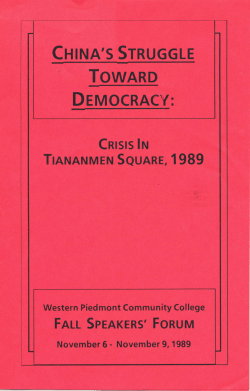 CHINA'S STRUGGLE
TOWARD
DEMOCRACY:
CRISIS IN
TIANANMEN SQUARE, 1989
Western Piedmont Community College
FALL SPEAKERS' FORUM
November 6 - November 9, 1989